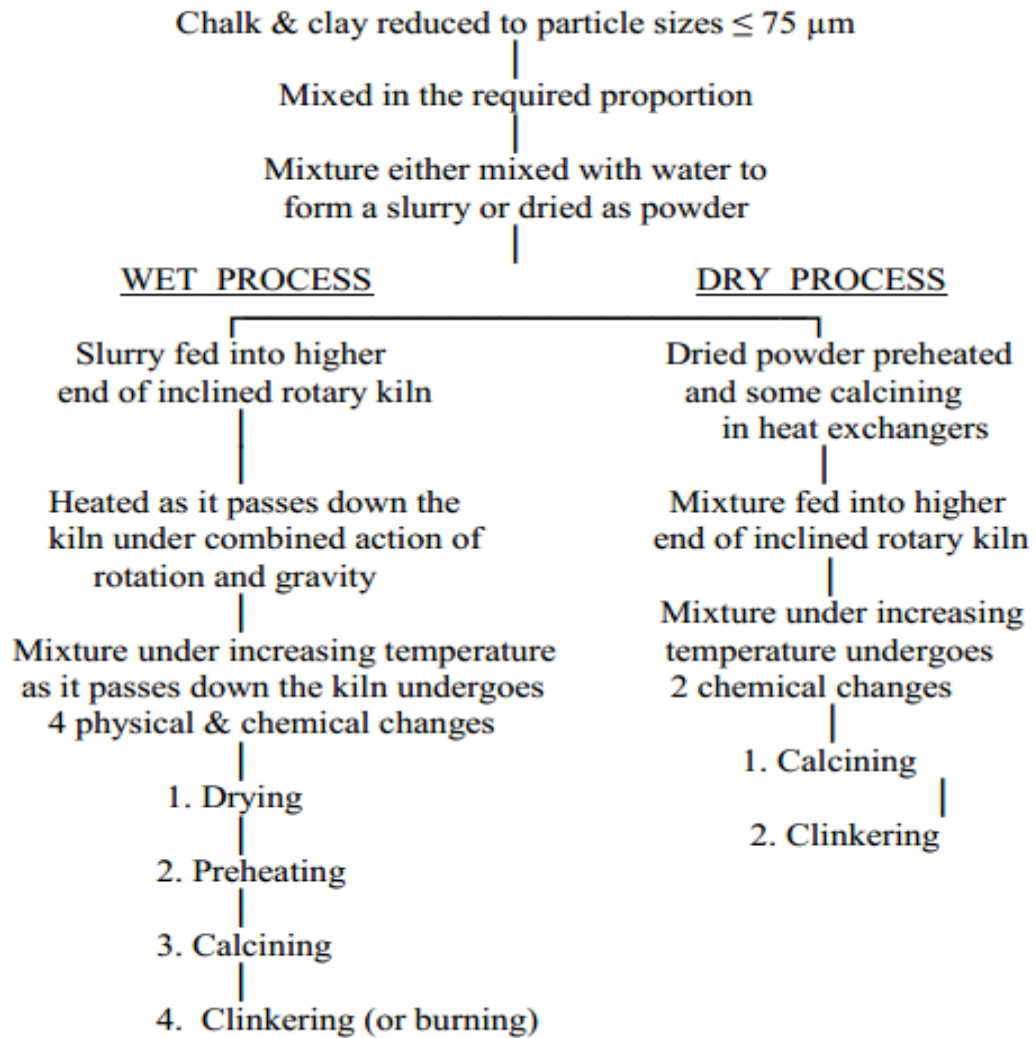 Chalk & clay reduced to particle sizes ≤ 75 µm
Mixed in the required proportion
Mixture either mixed with water to
form a slurry or dried as powder
WET PROCESS
Slurry fed into higher
end of inclined rotary kiln
Heated as it passes down the
kiln under combined action of
rotation and gravity
Mixture under increasing temperature
as it passes down the kiln undergoes
4 physical & chemical changes
1. Drying
2. Preheating
3. Calcining
4. Clinkering (or burning)
DRY PROCESS
Dried powder preheated
and some calcining
in heat exchangers
Mixture fed into higher
end of inclined rotary kiln
Mixture under increasing
temperature undergoes
2 chemical changes
1. Calcining
2. Clinkering